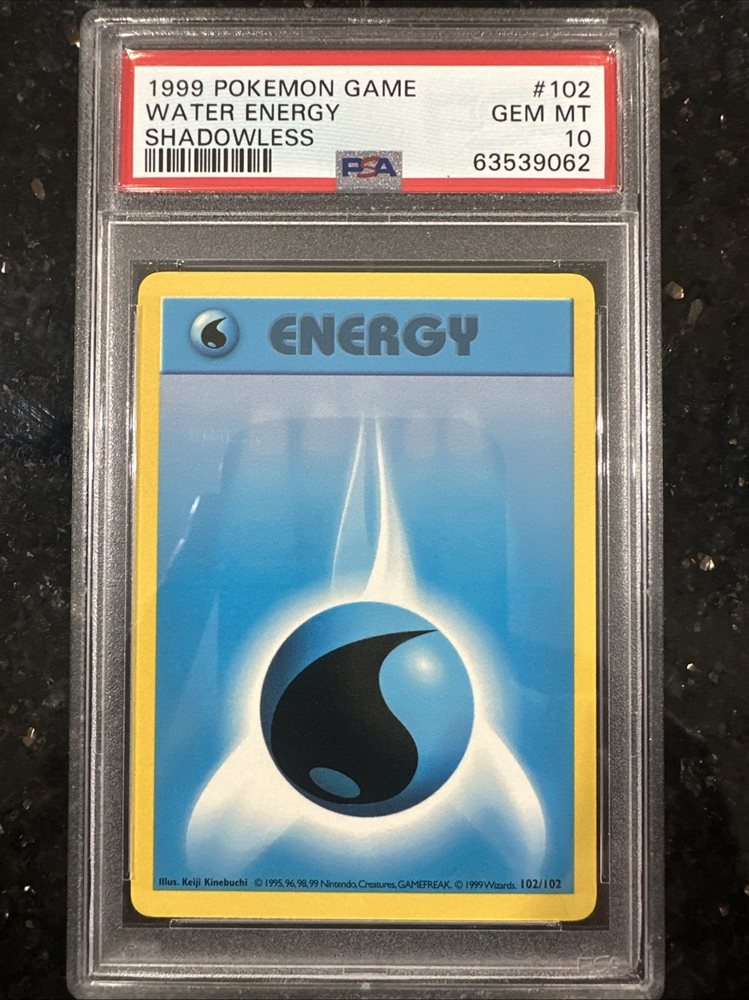 1999 POKEMON GAME #102
WATER ENERGY GEM MT
SHADOWLESS 10
PSA 63539062
ENERGY
Illus. Keiji Kinebuchi © 1995, 96, 98, 99 Nintendo, Creatures, GAMEFREAK. © 1999 Wizards. 102/102
PSA